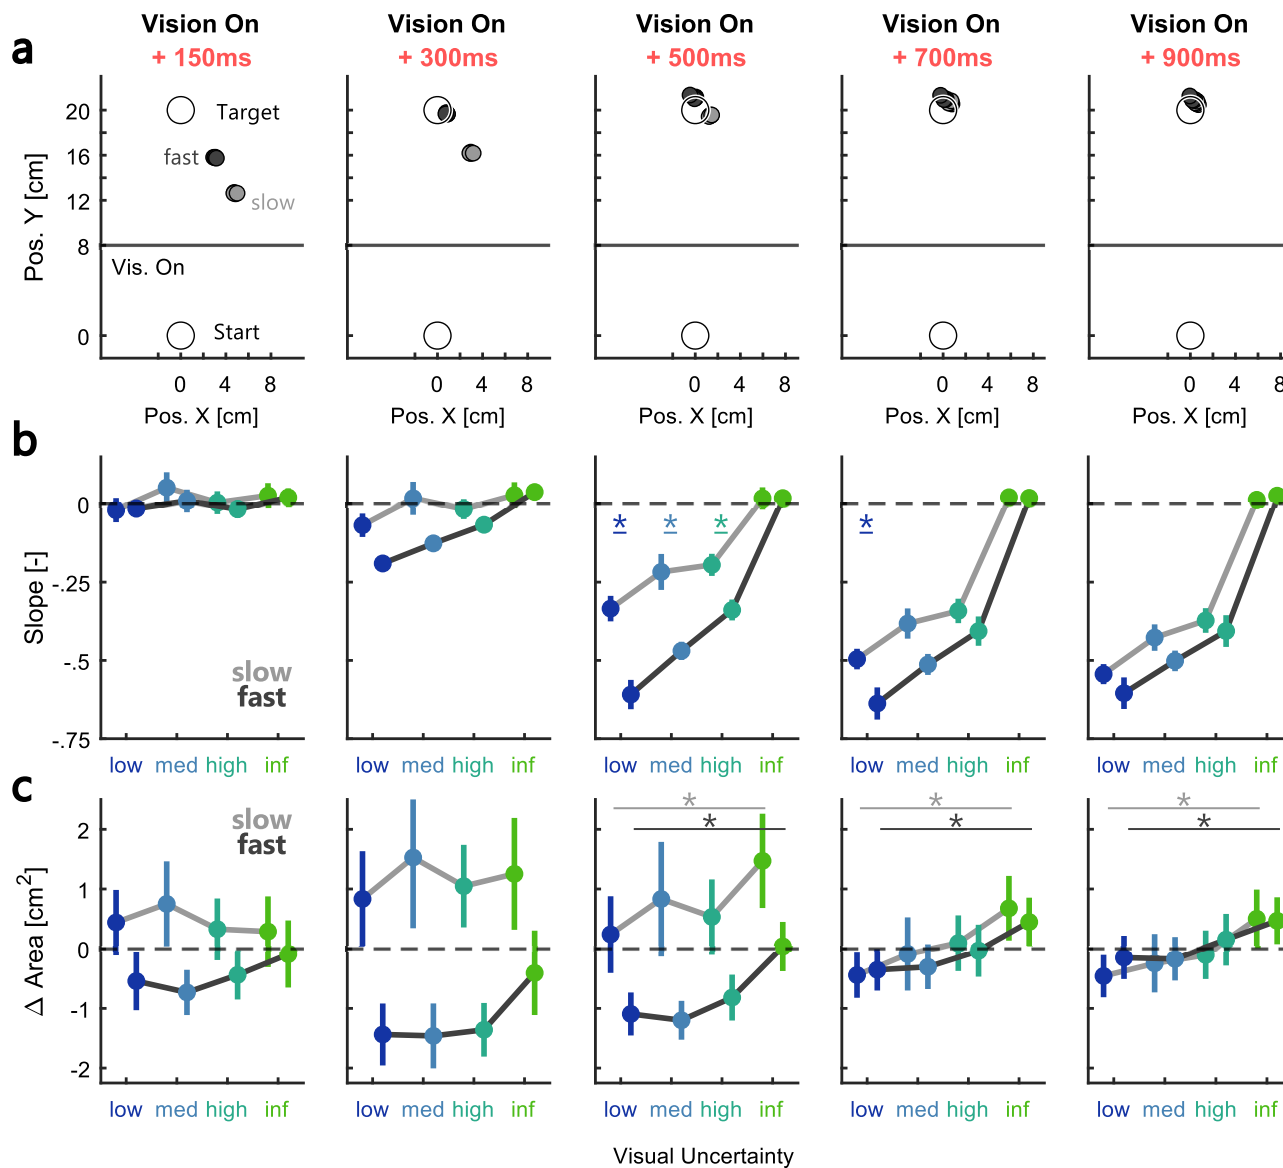 a
Vision On Vision On Vision On Vision On Vision On
+ 150ms + 300ms + 500ms + 700ms + 900ms
20 Target
16 fast
12 slow
8
Vis. On
0 Start
Pos. Y [cm]
0 4 8 0 4 8 0 4 8 0 4 8 0 4 8
Pos. X [cm] Pos. X [cm] Pos. X [cm] Pos. X [cm] Pos. X [cm]
b
0
* * * *
-.25
-.5
-.75
Slope [-]
slow
fast
low med high inf low med high inf low med high inf low med high inf low med high inf
c
* * *
* * *
slow
fast
2
1
0
-1
-2
Δ Area [cm2]
low med high inf low med high inf low med high inf low med high inf low med high inf
Visual Uncertainty